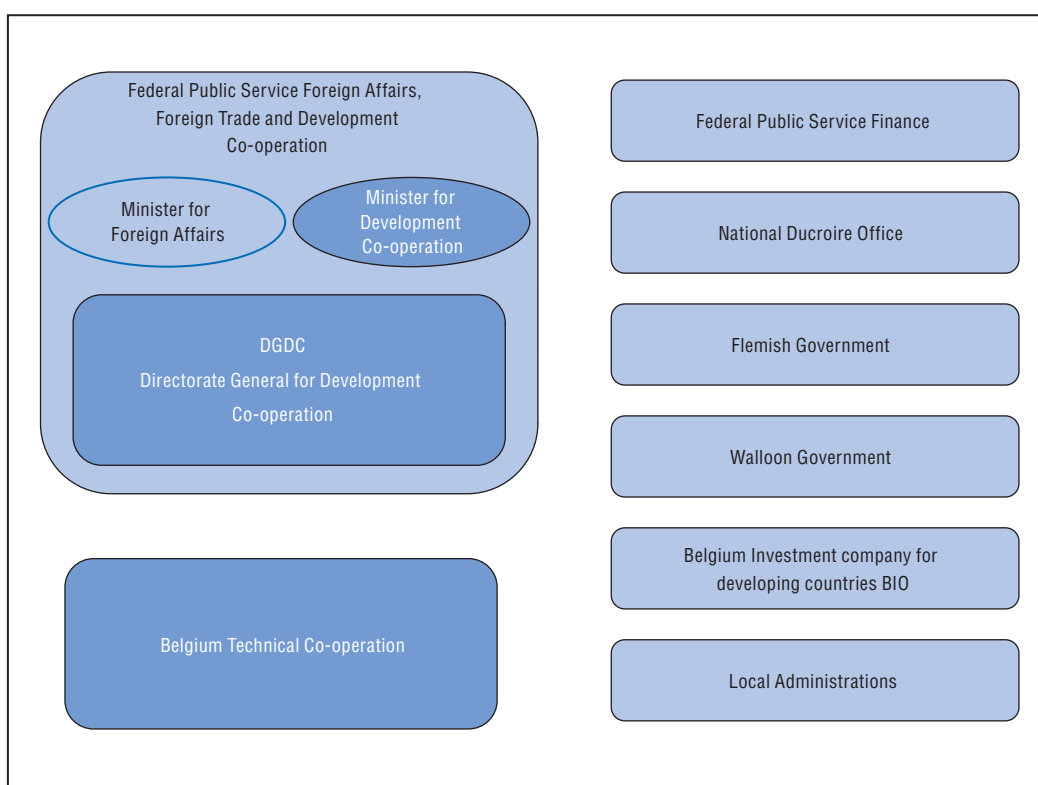 Federal Public Service Foreign Affairs,
Foreign Trade and Development
Co-operation
Minister for
Foreign Affairs
Minister for
Development
Co-operation
DGDC
Directorate General for Development
Co-operation
Belgium Technical Co-operation
Federal Public Service Finance
National Ducroire Office
Flemish Government
Walloon Government
Belgium Investment company for
developing countries BIO
Local Administrations